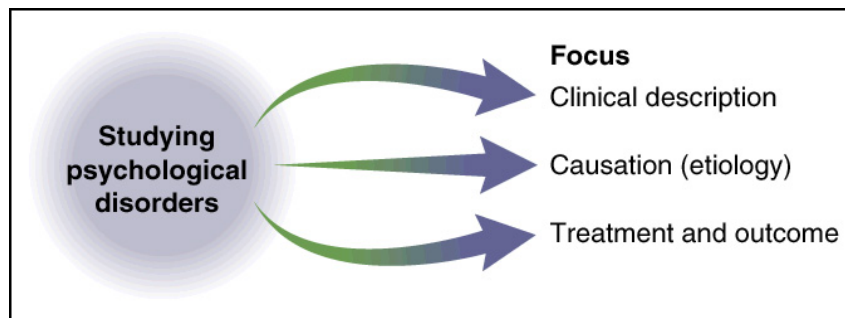 Studying
psychological
disorders
Focus
Clinical description
Causation (etiology)
Treatment and outcome